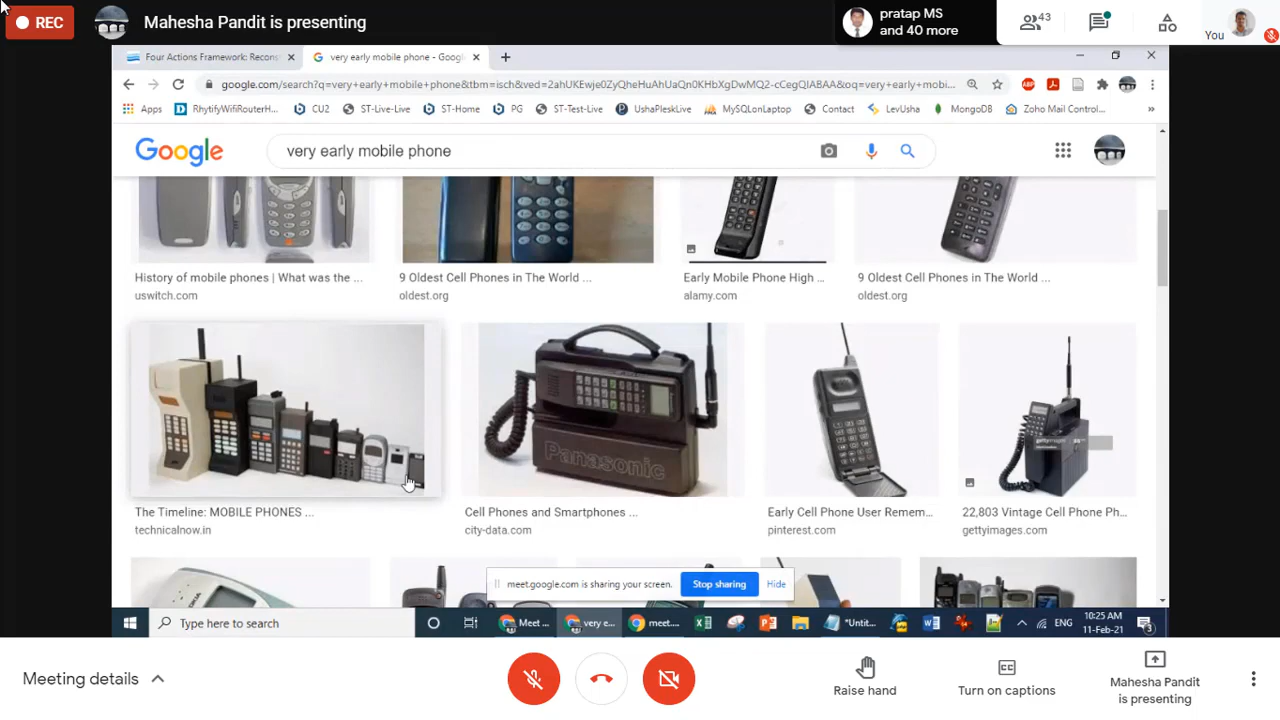 REC
Mahesha Pandit is presenting
pratap MS
and 40 more
43
You
Four Actions Framework: Reconst
very early mobile phone - Googl
google.com/search?q=very+early+mobile+phone&tbm=isch&ved=2ahUKEwje0ZyQheHuAhUaQn0KHbXgDwMQ2-cCegQIABAA&oq=very+early+mobi...
Apps
RhytifyWifiRouterH...
CU2
ST-Live-Live
ST-Home
PG
ST-Test-Live
UshaPleskLive
MySQLonLaptop
Contact
LevUsha
MongoDB
Zoho Mail Control...
Google
very early mobile phone
History of mobile phones | What was the ...
uswitch.com
9 Oldest Cell Phones in The World ...
oldest.org
Early Mobile Phone High ...
alamy.com
9 Oldest Cell Phones in The World ...
oldest.org
Panasonic
gettyimages
The Timeline: MOBILE PHONES ...
technicalnow.in
Cell Phones and Smartphones ...
city-data.com
Early Cell Phone User Remem...
pinterest.com
22,803 Vintage Cell Phone Ph...
gettyimages.com
meet.google.com is sharing your screen.
Stop sharing
Hide
Type here to search
Meet ...
very e...
meet....
*Untit...
ENG
10:25 AM
11-Feb-21
3
Meeting details
Raise hand
Turn on captions
Mahesha Pandit
is presenting